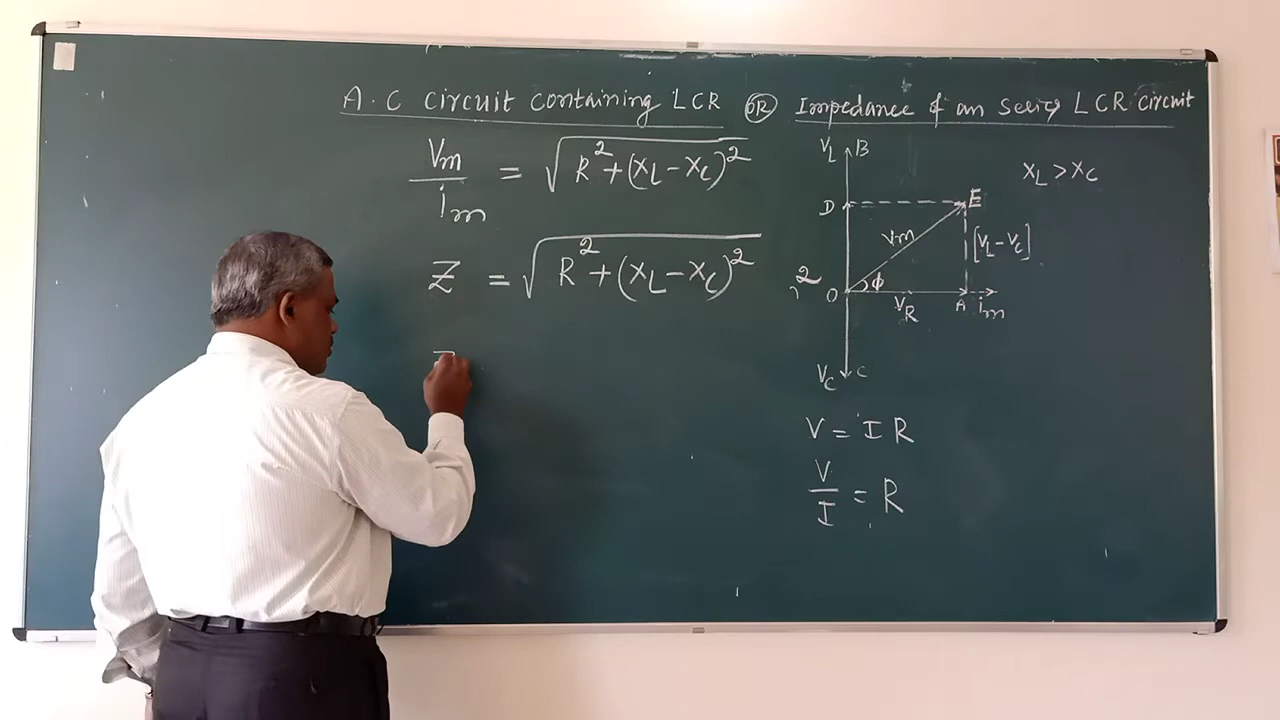 A.C circuit containing LCR (OR) Impedance of an series LCR circuit
Vm / im = √(R² + (XL - XC)²)
Z = √(R² + (XL - XC)²)
VL B
XL > XC
D E
Vm [VL - VC]
2
O ϕ VR A im
VC C
V = I R
V / I = R